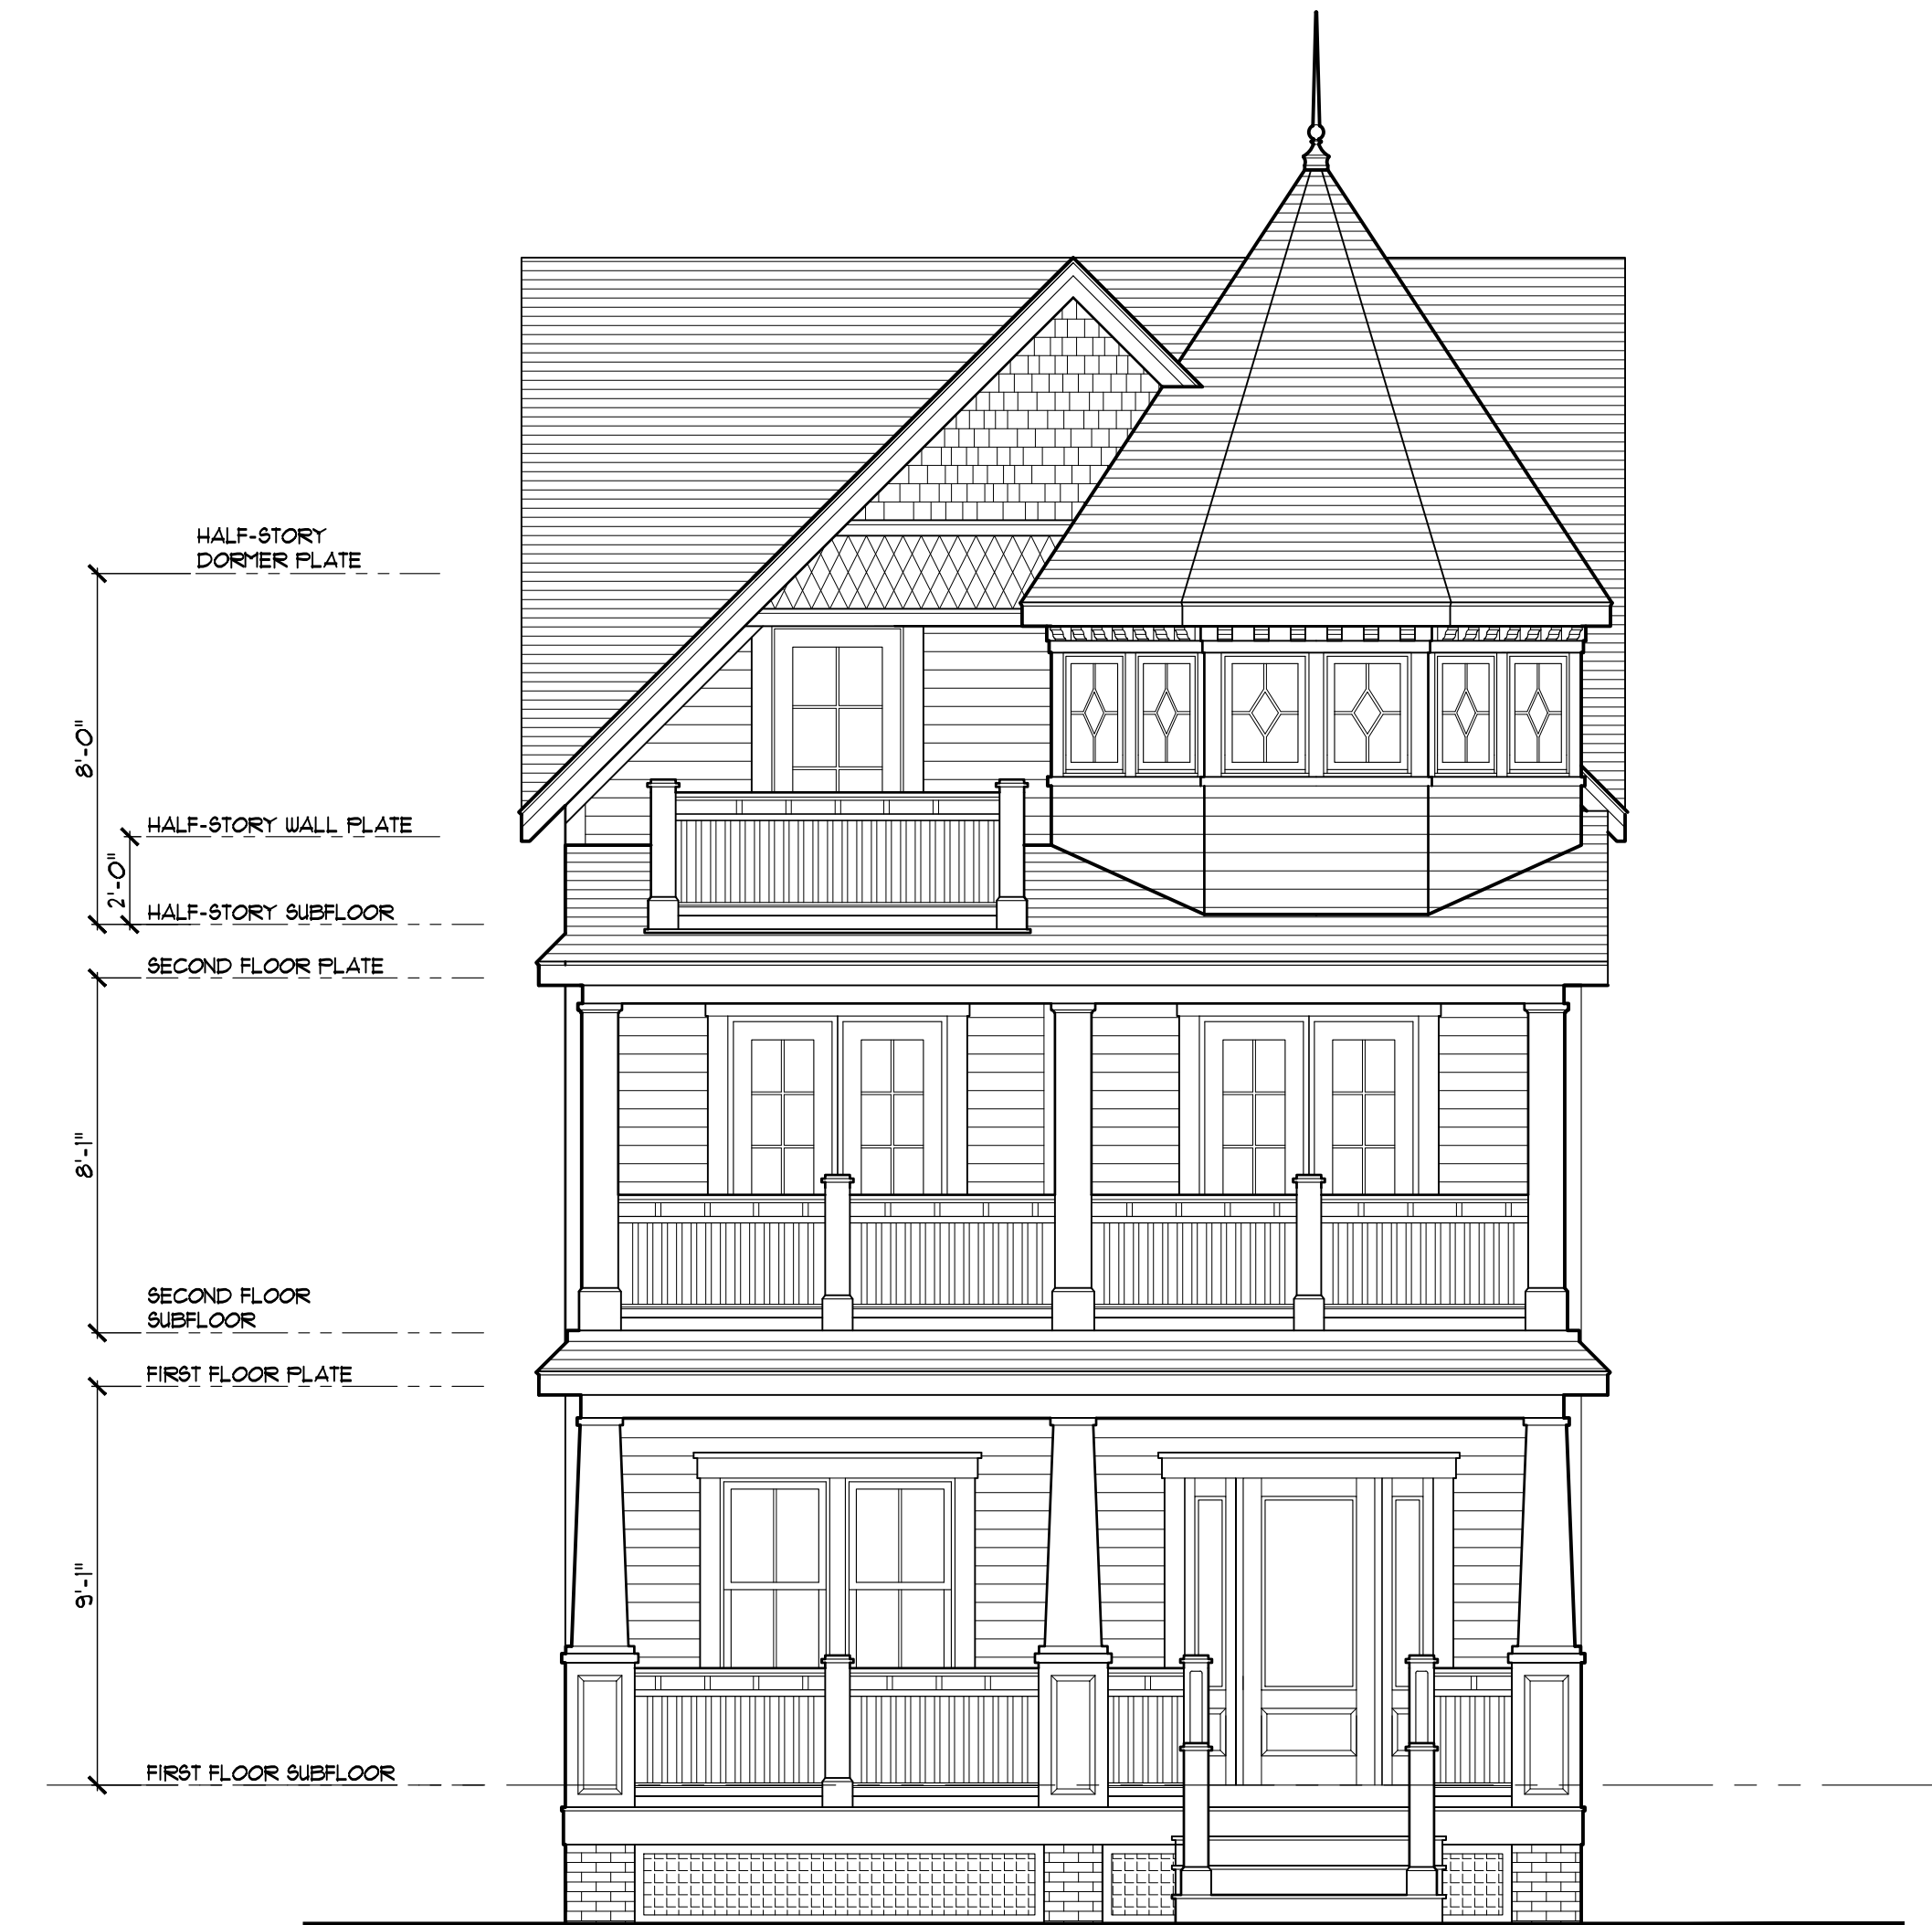 HALF-STORY
DORMER PLATE
8'-0"
HALF-STORY WALL PLATE
2'-0"
HALF-STORY SUBFLOOR
SECOND FLOOR PLATE
8'-1"
SECOND FLOOR
SUBFLOOR
FIRST FLOOR PLATE
9'-1"
FIRST FLOOR SUBFLOOR